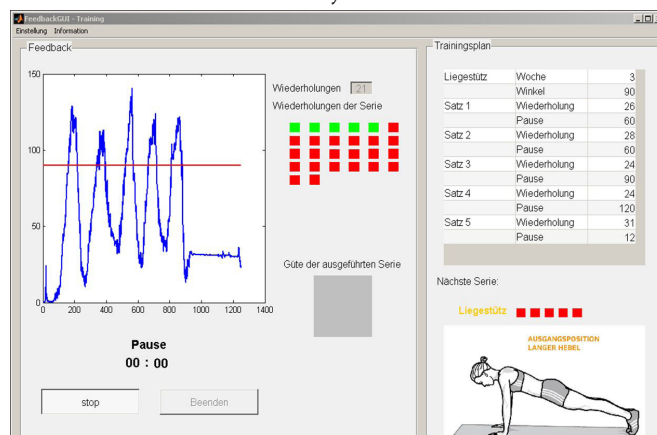 FeedbackGUI - Training
Einstellung Information
Feedback
150
100
50
0
0 200 400 600 800 1000 1200 1400
Wiederholungen 21
Wiederholungen der Serie
Güte der ausgeführten Serie
Pause
00 : 00
stop
Beenden
Trainingsplan
Liegestütz Woche 3
Winkel 90
Satz 1 Wiederholung 26
Pause 60
Satz 2 Wiederholung 28
Pause 60
Satz 3 Wiederholung 24
Pause 90
Satz 4 Wiederholung 24
Pause 120
Satz 5 Wiederholung 31
Pause 12
Nächste Serie:
Liegestütz
AUSGANGSPOSITION
LANGER HEBEL